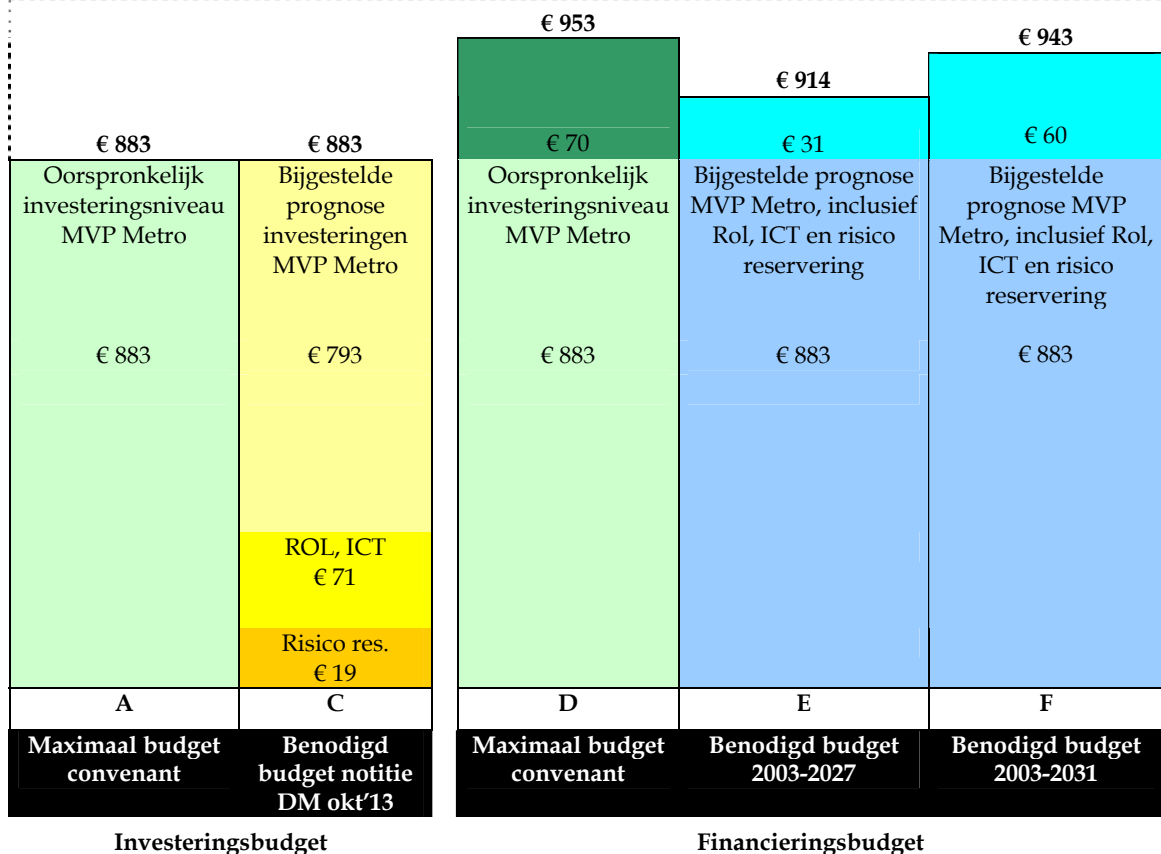 € 883
Oorspronkelijk
investeringsniveau
MVP Metro
€ 883
A
Maximaal budget
convenant
€ 883
Bijgestelde
prognose
investeringen
MVP Metro
€ 793
ROL, ICT
€ 71
Risico res.
€ 19
C
Benodigd
budget notitie
DM okt’13
Investeringsbudget
€ 953
€ 70
Oorspronkelijk
investeringsniveau
MVP Metro
€ 883
D
Maximaal budget
convenant
€ 914
€ 31
Bijgestelde prognose
MVP Metro, inclusief
Rol, ICT en risico
reservering
€ 883
E
Benodigd budget
2003-2027
€ 943
€ 60
Bijgestelde
prognose MVP
Metro, inclusief Rol,
ICT en risico
reservering
€ 883
F
Benodigd budget
2003-2031
Financieringsbudget